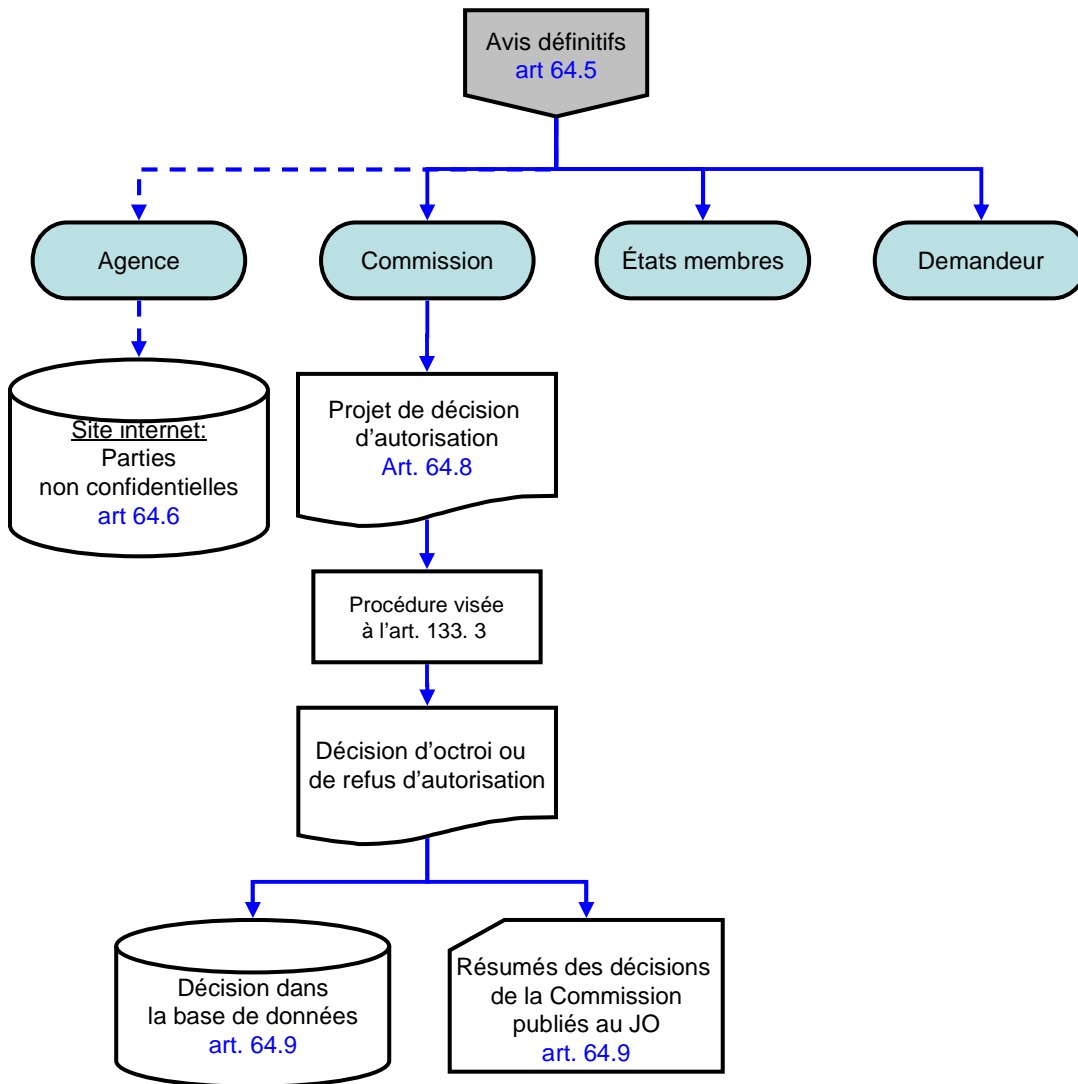 Avis définitifs
art 64.5
Agence
Commission
États membres
Demandeur
Site internet:
Parties
non confidentielles
art 64.6
Projet de décision
d'autorisation
Art. 64.8
Procédure visée
à l'art. 133. 3
Décision d'octroi ou
de refus d'autorisation
Décision dans
la base de données
art. 64.9
Résumés des décisions
de la Commission
publiés au JO
art. 64.9